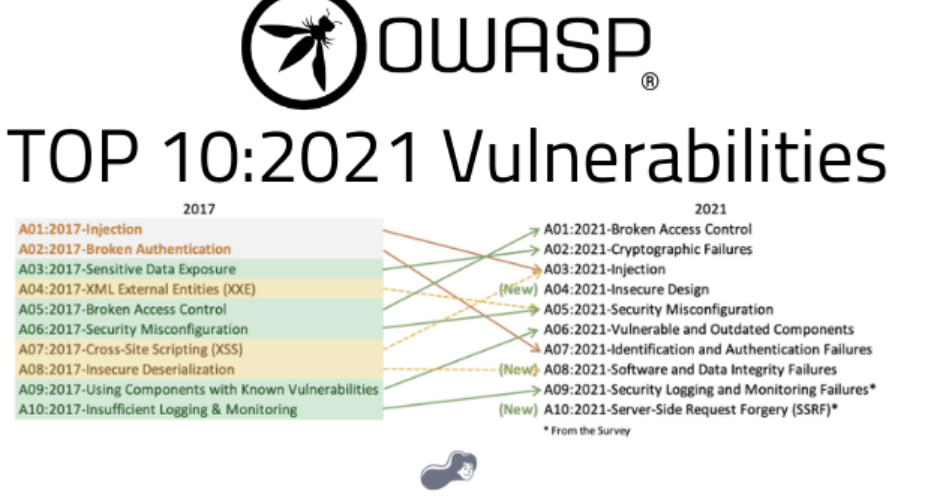 OWASP®
TOP 10:2021 Vulnerabilities
2017
A01:2017-Injection
A02:2017-Broken Authentication
A03:2017-Sensitive Data Exposure
A04:2017-XML External Entities (XXE)
A05:2017-Broken Access Control
A06:2017-Security Misconfiguration
A07:2017-Cross-Site Scripting (XSS)
A08:2017-Insecure Deserialization
A09:2017-Using Components with Known Vulnerabilities
A10:2017-Insufficient Logging & Monitoring
2021
A01:2021-Broken Access Control
A02:2021-Cryptographic Failures
A03:2021-Injection
(New) A04:2021-Insecure Design
A05:2021-Security Misconfiguration
A06:2021-Vulnerable and Outdated Components
A07:2021-Identification and Authentication Failures
(New) A08:2021-Software and Data Integrity Failures
A09:2021-Security Logging and Monitoring Failures*
(New) A10:2021-Server-Side Request Forgery (SSRF)*
* From the Survey